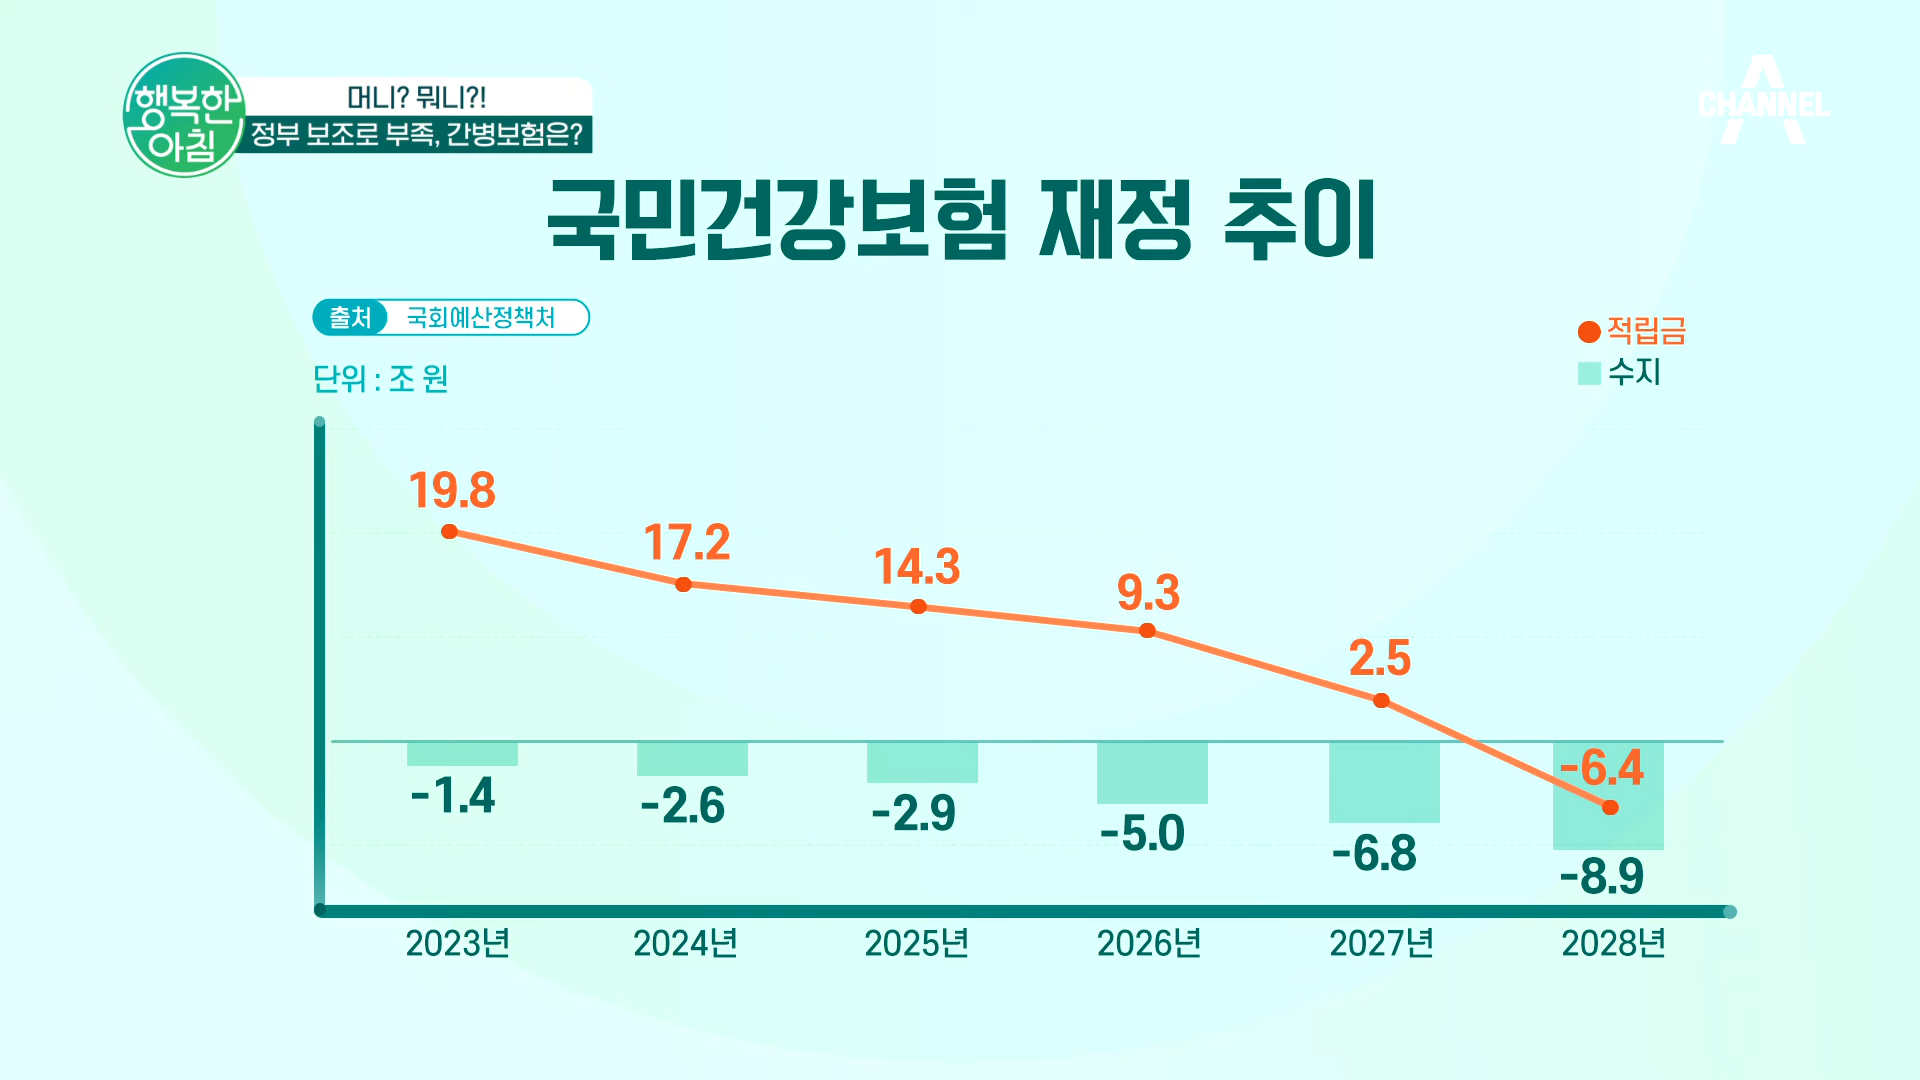 행복한
아침
머니? 뭐니?!
정부 보조로 부족, 간병보험은?
CHANNEL A
국민건강보험 재정 추이
출처 국회예산정책처
단위 : 조 원
적립금
수지
19.8
17.2
14.3
9.3
2.5
-6.4
-1.4
-2.6
-2.9
-5.0
-6.8
-8.9
2023년 2024년 2025년 2026년 2027년 2028년